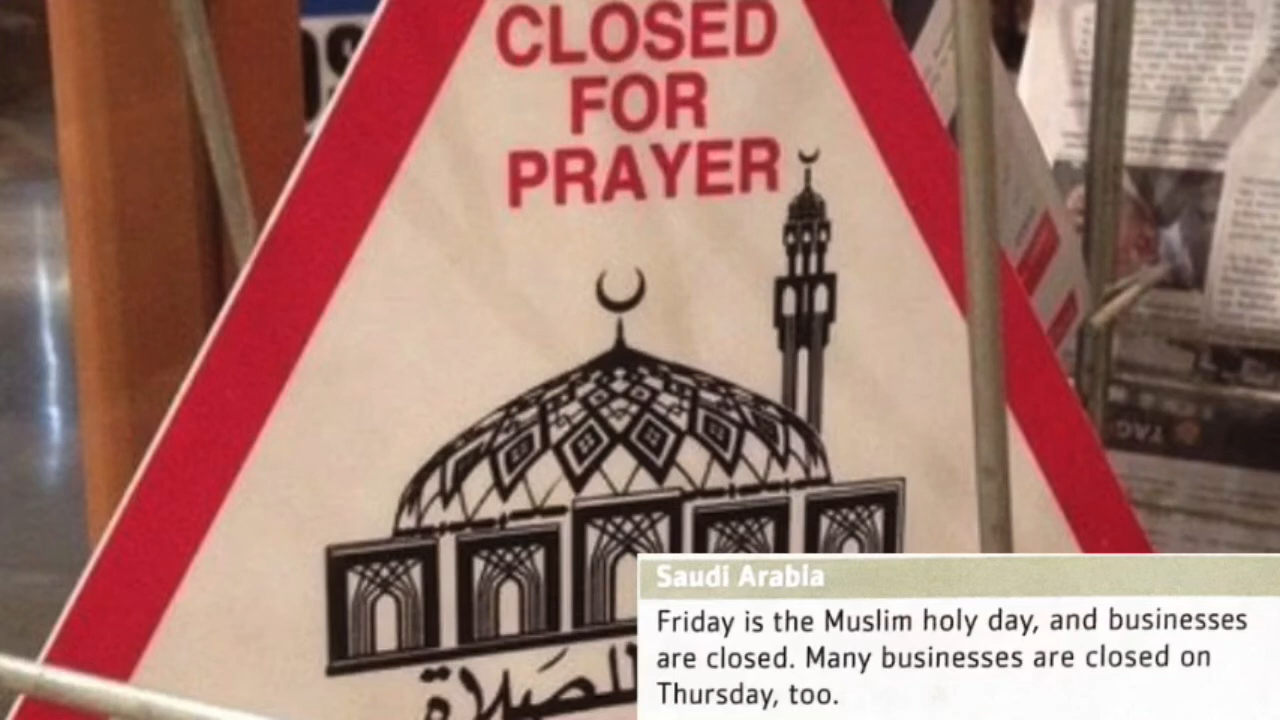 CLOSED
FOR
PRAYER
للصلاة
Saudi Arabia
Friday is the Muslim holy day, and businesses
are closed. Many businesses are closed on
Thursday, too.